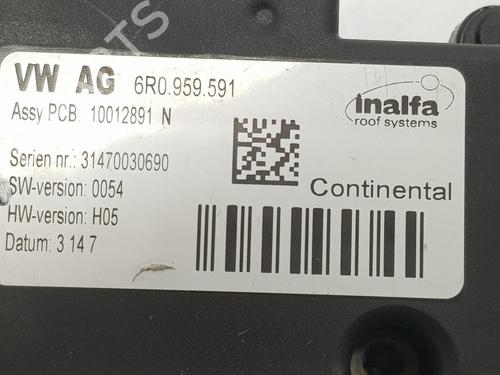 VW AG 6R0.959.591
Assy PCB 10012891 N
Inalfa
roof systems
Serien nr.: 31470030690
SW-version: 0054
HW-version: H05
Datum: 3 14 7
Continental